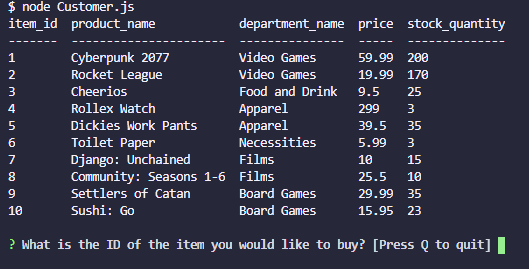 $ node Customer.js
item_id product_name department_name price stock_quantity
------- ---------------------- --------------- ----- --------------
1 Cyberpunk 2077 Video Games 59.99 200
2 Rocket League Video Games 19.99 170
3 Cheerios Food and Drink 9.5 25
4 Rollex Watch Apparel 299 3
5 Dickies Work Pants Apparel 39.5 35
6 Toilet Paper Necessities 5.99 3
7 Django: Unchained Films 10 15
8 Community: Seasons 1-6 Films 25.5 10
9 Settlers of Catan Board Games 29.99 35
10 Sushi: Go Board Games 15.95 23
? What is the ID of the item you would like to buy? [Press Q to quit]